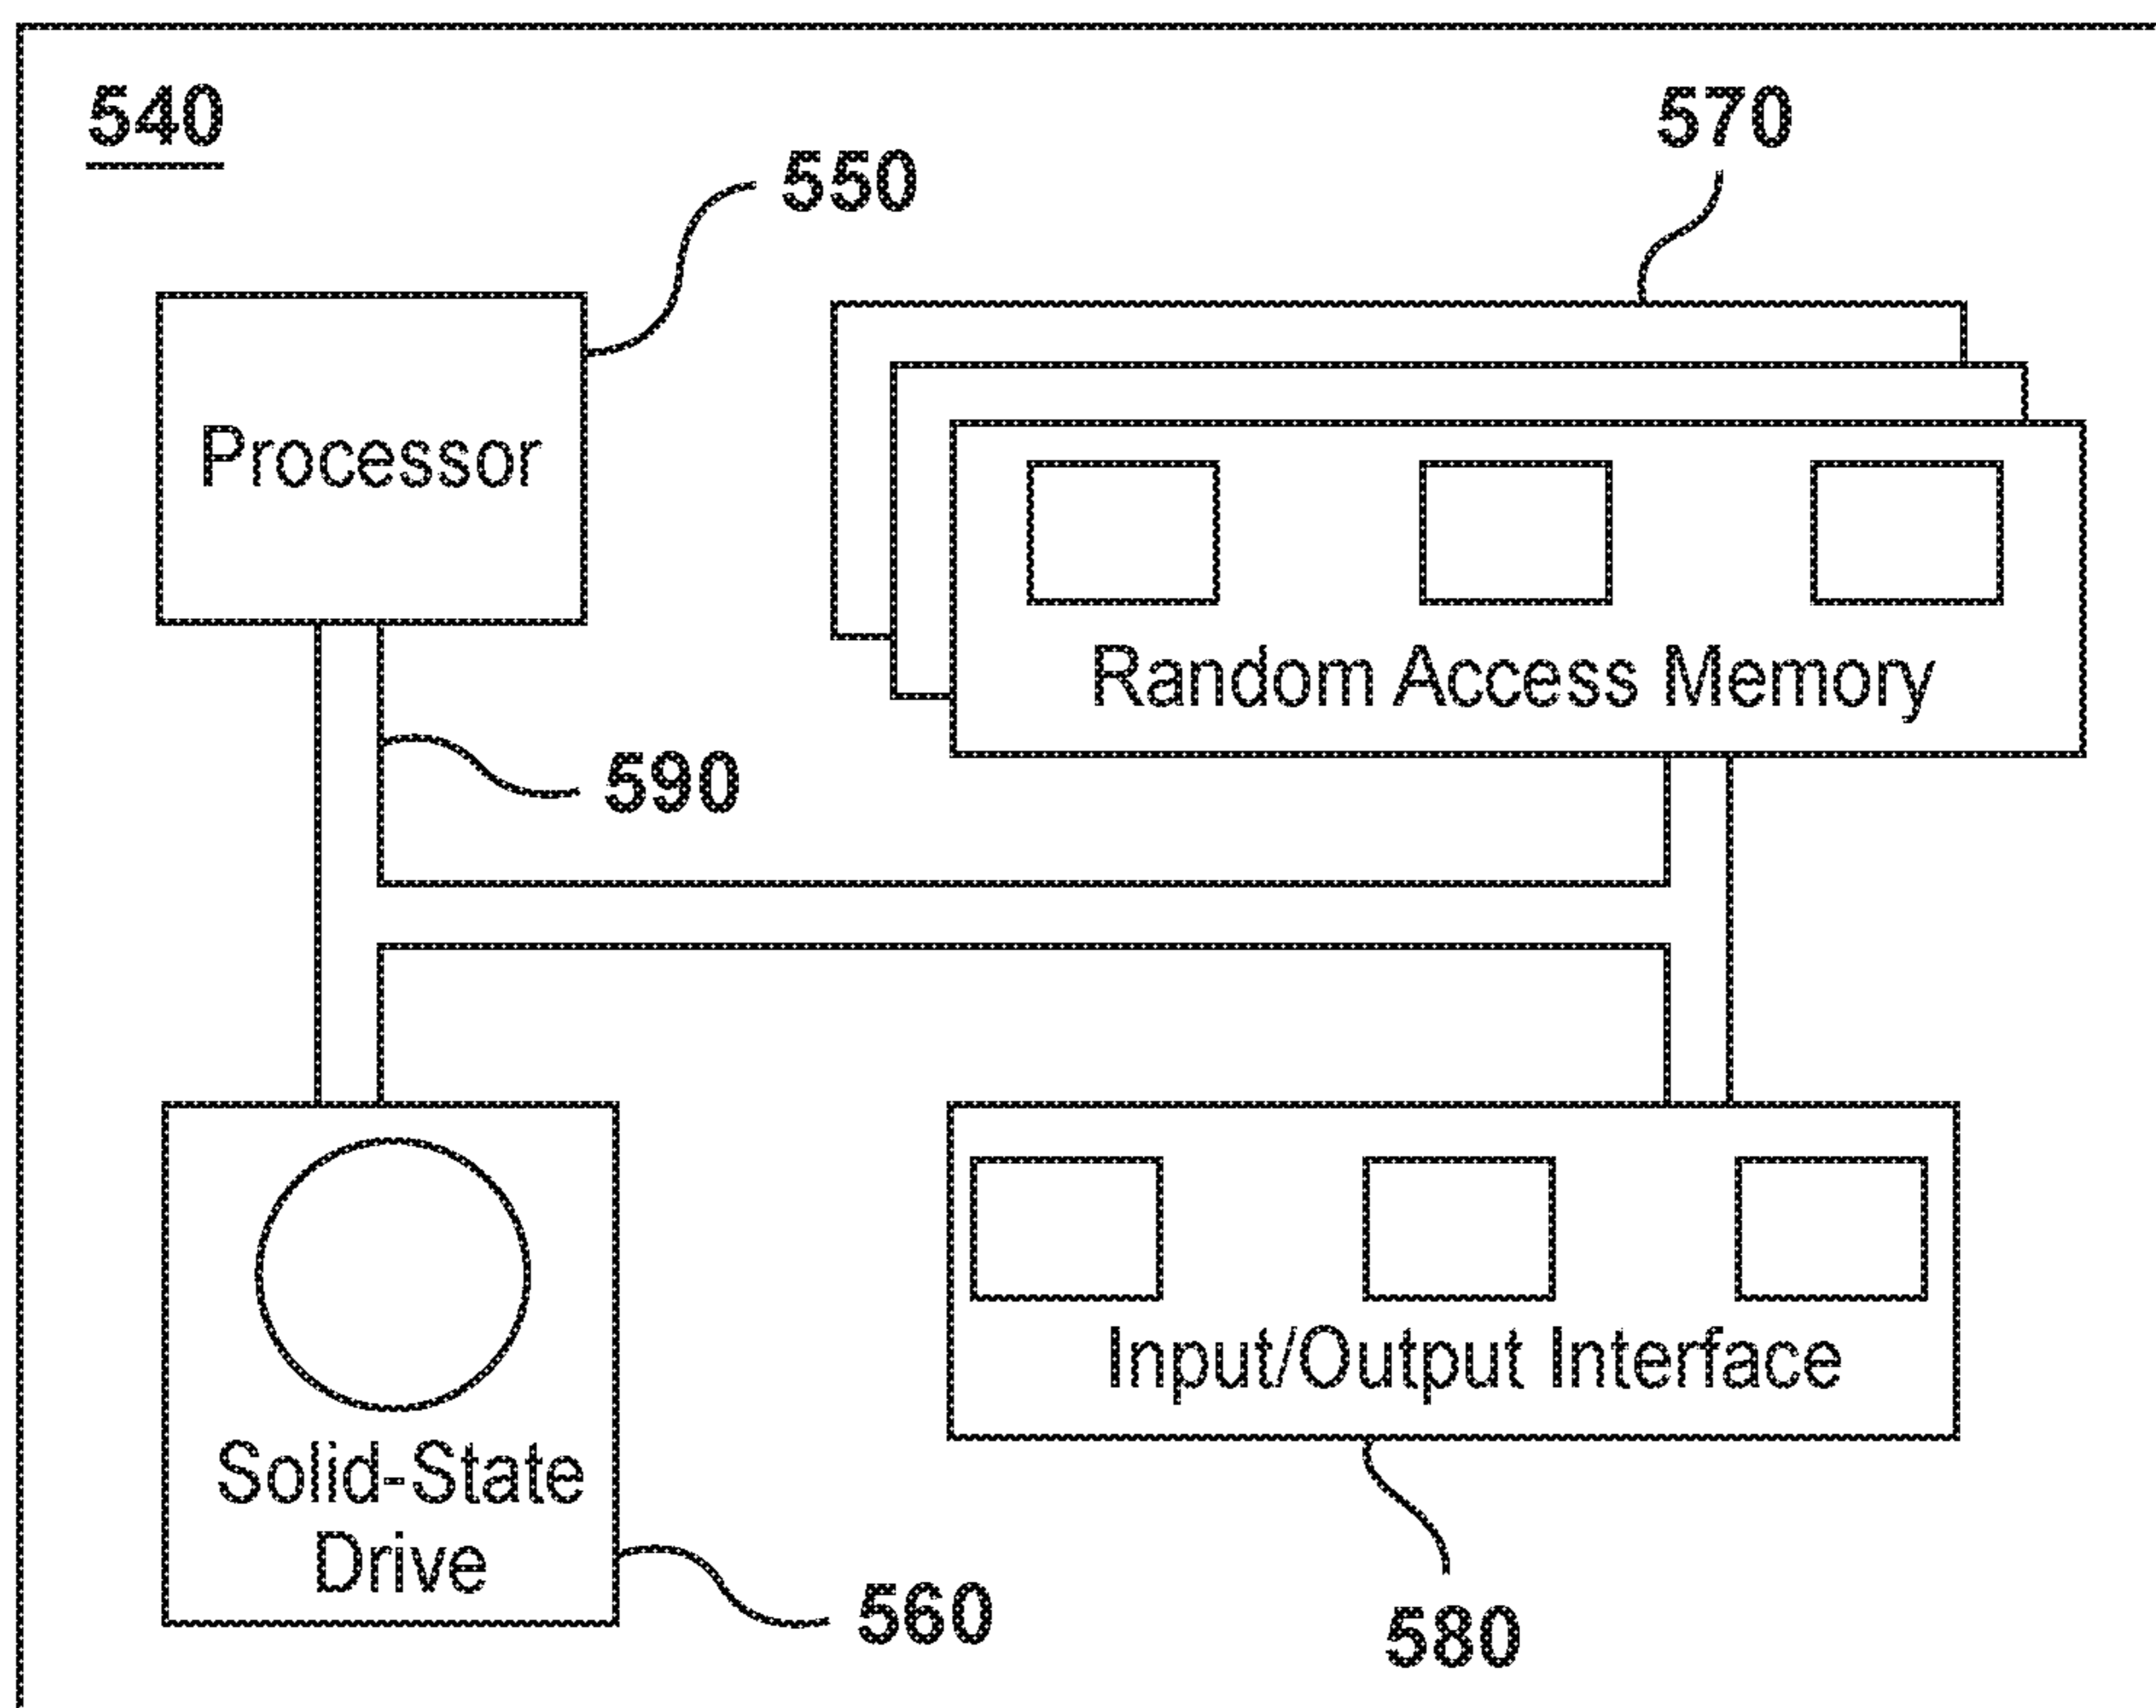 540
550
570
Processor
Random Access Memory
590
Input/Output Interface
Solid-State
Drive
560
580